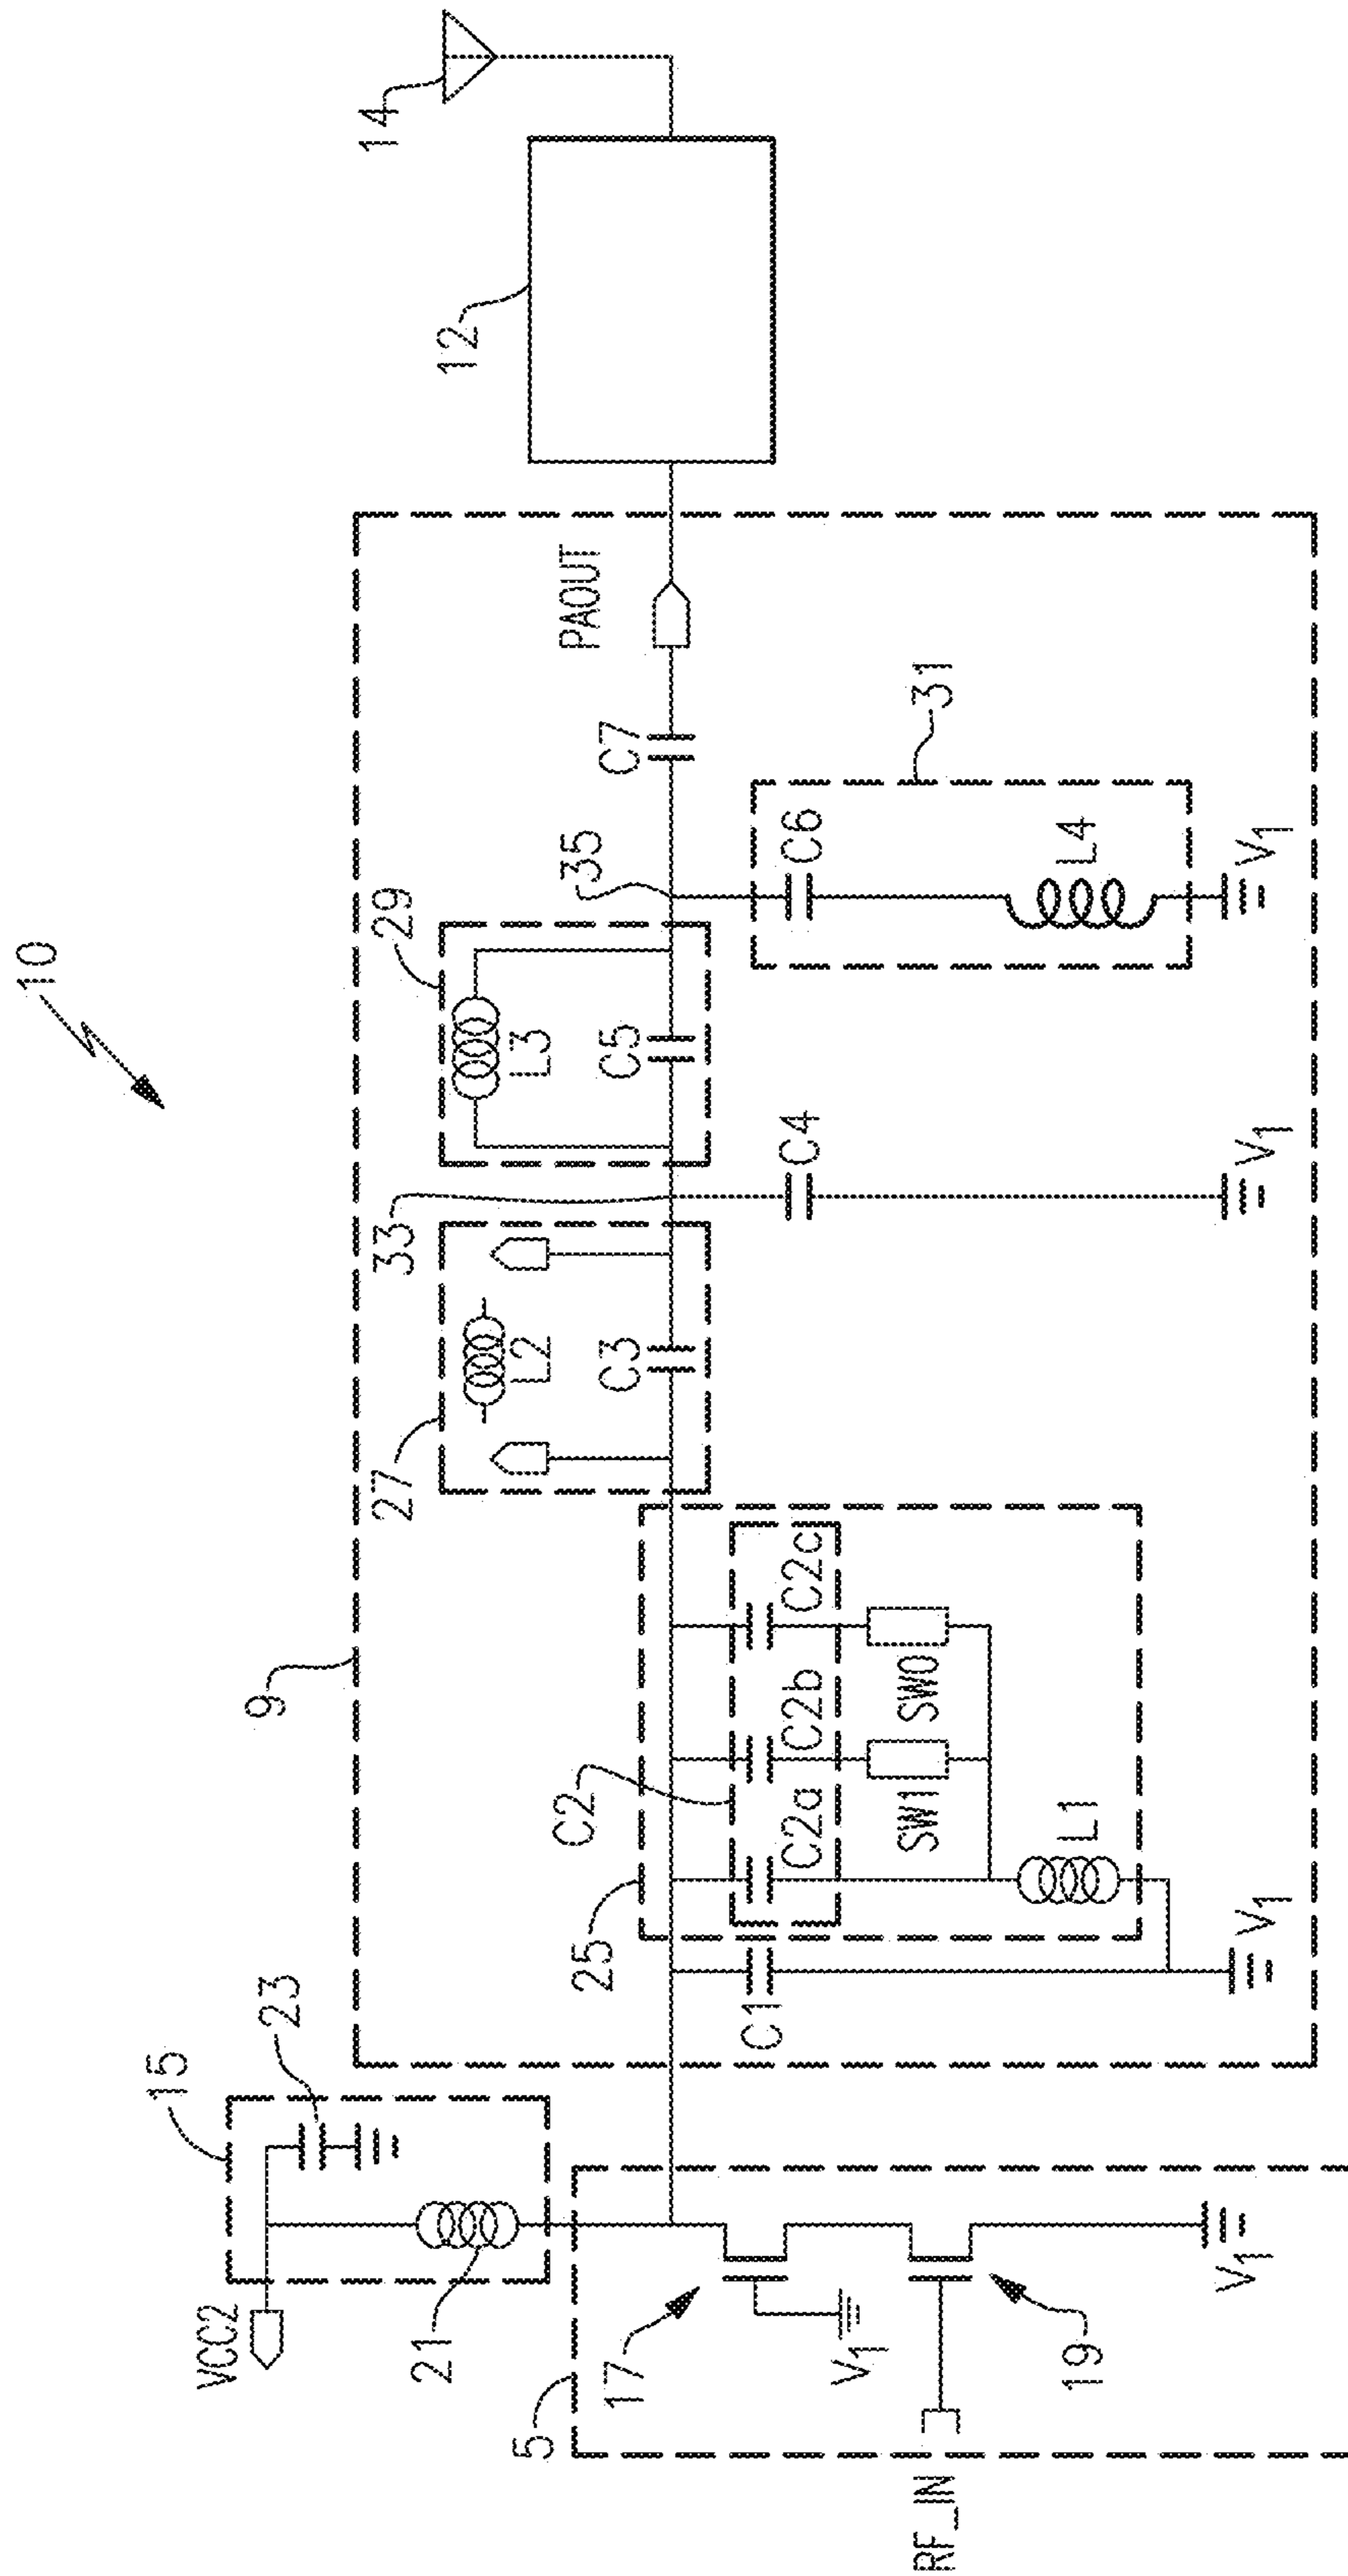 10
14
12
9
PAOUT
C7
35
29
L3
C5
31
C6
L4
V1
33
C4
V1
27
L2
C3
C2
25
C2a
C2b
C2c
SW1
SW0
L1
C1
V1
15
23
VCC2
21
5
17
V1
19
V1
RF_IN